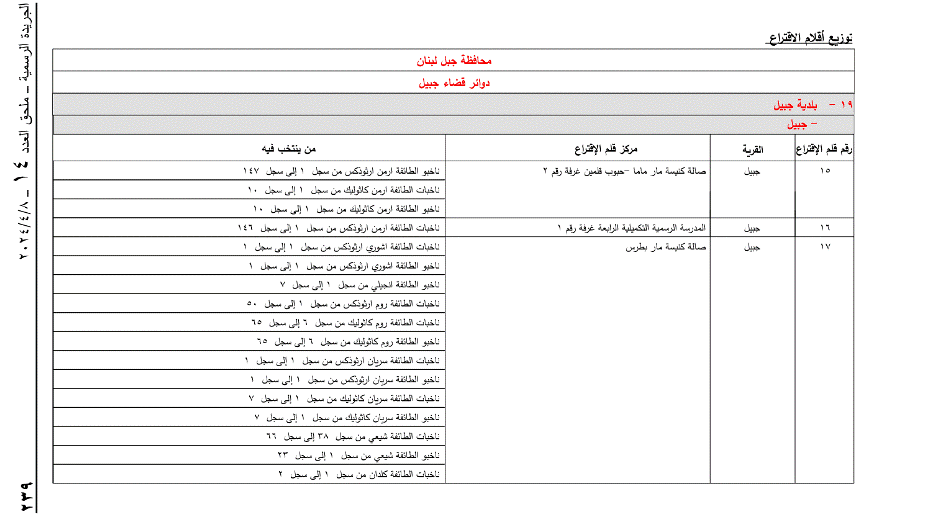 توزيع أقلام الاقتراع
محافظة جبل لبنان
دوائر قضاء جبيل
١٩ - بلدية جبيل
- جبيل
رقم قلم الإقتراع القرية مركز قلم الإقتراع من ينتخب فيه
١٥ جبيل صالة كنيسة مار ماما -حبوب قلمين غرفة رقم ٢ ناخبو الطائفة ارمن ارثوذكس من سجل ١ إلى سجل ١٤٧
ناخبات الطائفة ارمن كاثوليك من سجل ١ إلى سجل ١٠
ناخبو الطائفة ارمن كاثوليك من سجل ١ إلى سجل ١٠
١٦ جبيل المدرسة الرسمية التكميلية الرابعة غرفة رقم ١ ناخبات الطائفة ارمن ارثوذكس من سجل ١ إلى سجل ١٤٦
١٧ جبيل صالة كنيسة مار بطرس ناخبات الطائفة اشوري ارثوذكس من سجل ١ إلى سجل ١
ناخبو الطائفة اشوري ارثوذكس من سجل ١ إلى سجل ١
ناخبو الطائفة انجيلي من سجل ١ إلى سجل ٧
ناخبات الطائفة روم ارثوذكس من سجل ١ إلى سجل ٥٠
ناخبات الطائفة روم كاثوليك من سجل ٦ إلى سجل ٦٥
ناخبو الطائفة روم كاثوليك من سجل ٦ إلى سجل ٦٥
ناخبات الطائفة سريان ارثوذكس من سجل ١ إلى سجل ١
ناخبو الطائفة سريان ارثوذكس من سجل ١ إلى سجل ١
ناخبات الطائفة سريان كاثوليك من سجل ١ إلى سجل ٧
ناخبو الطائفة سريان كاثوليك من سجل ١ إلى سجل ٧
ناخبات الطائفة شيعي من سجل ٣٨ إلى سجل ٦٦
ناخبو الطائفة شيعي من سجل ١ إلى سجل ٢٣
ناخبات الطائفة كلدان من سجل ١ إلى سجل ٢
الجريدة الرسمية – ملحق العدد ١٤ – ٢٠٢٤/٤/٨
٢٣٩